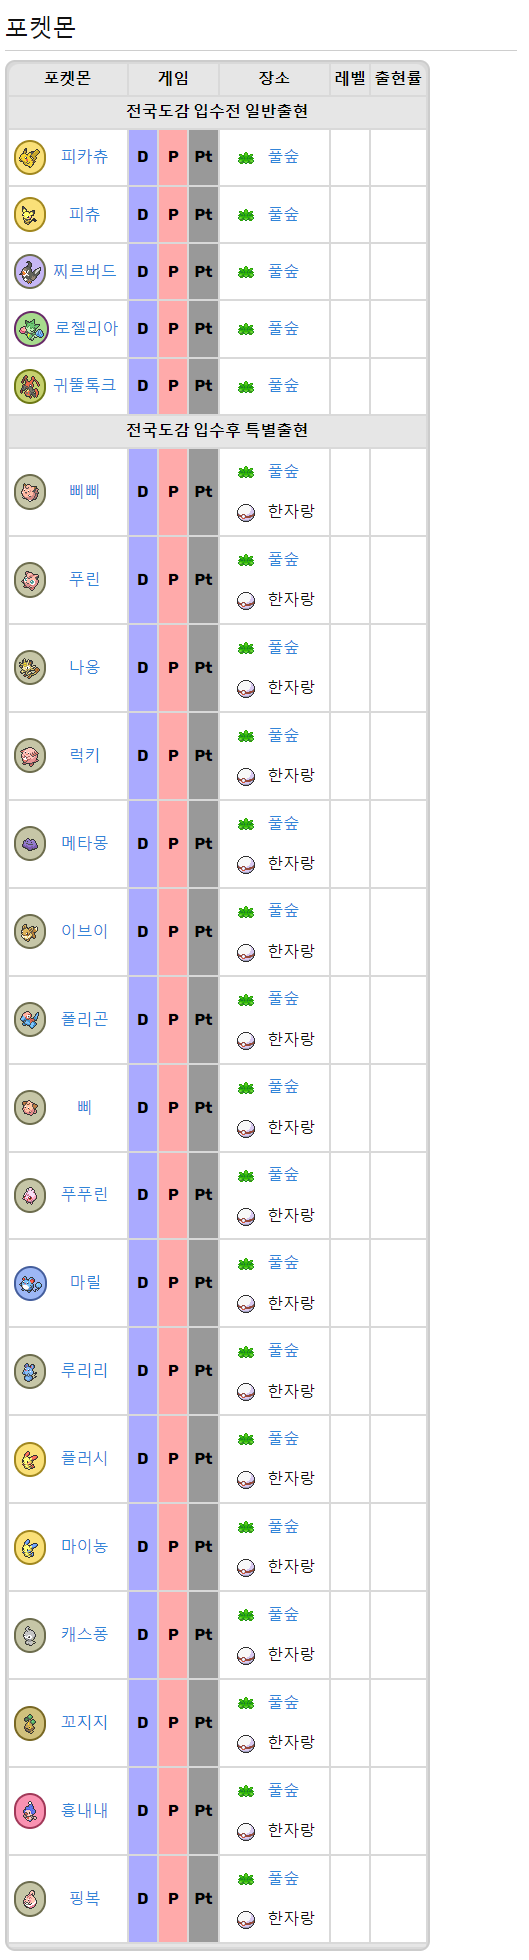 포켓몬
포켓몬 게임 장소 레벨 출현률
전국도감 입수전 일반출현
피카츄 D P Pt 풀숲
피츄 D P Pt 풀숲
찌르버드 D P Pt 풀숲
로젤리아 D P Pt 풀숲
귀뚤톡크 D P Pt 풀숲
전국도감 입수후 특별출현
삐삐 D P Pt 풀숲
한자랑
푸린 D P Pt 풀숲
한자랑
나옹 D P Pt 풀숲
한자랑
럭키 D P Pt 풀숲
한자랑
메타몽 D P Pt 풀숲
한자랑
이브이 D P Pt 풀숲
한자랑
폴리곤 D P Pt 풀숲
한자랑
삐 D P Pt 풀숲
한자랑
푸푸린 D P Pt 풀숲
한자랑
마릴 D P Pt 풀숲
한자랑
루리리 D P Pt 풀숲
한자랑
플러시 D P Pt 풀숲
한자랑
마이농 D P Pt 풀숲
한자랑
캐스퐁 D P Pt 풀숲
한자랑
꼬지지 D P Pt 풀숲
한자랑
흉내내 D P Pt 풀숲
한자랑
핑복 D P Pt 풀숲
한자랑